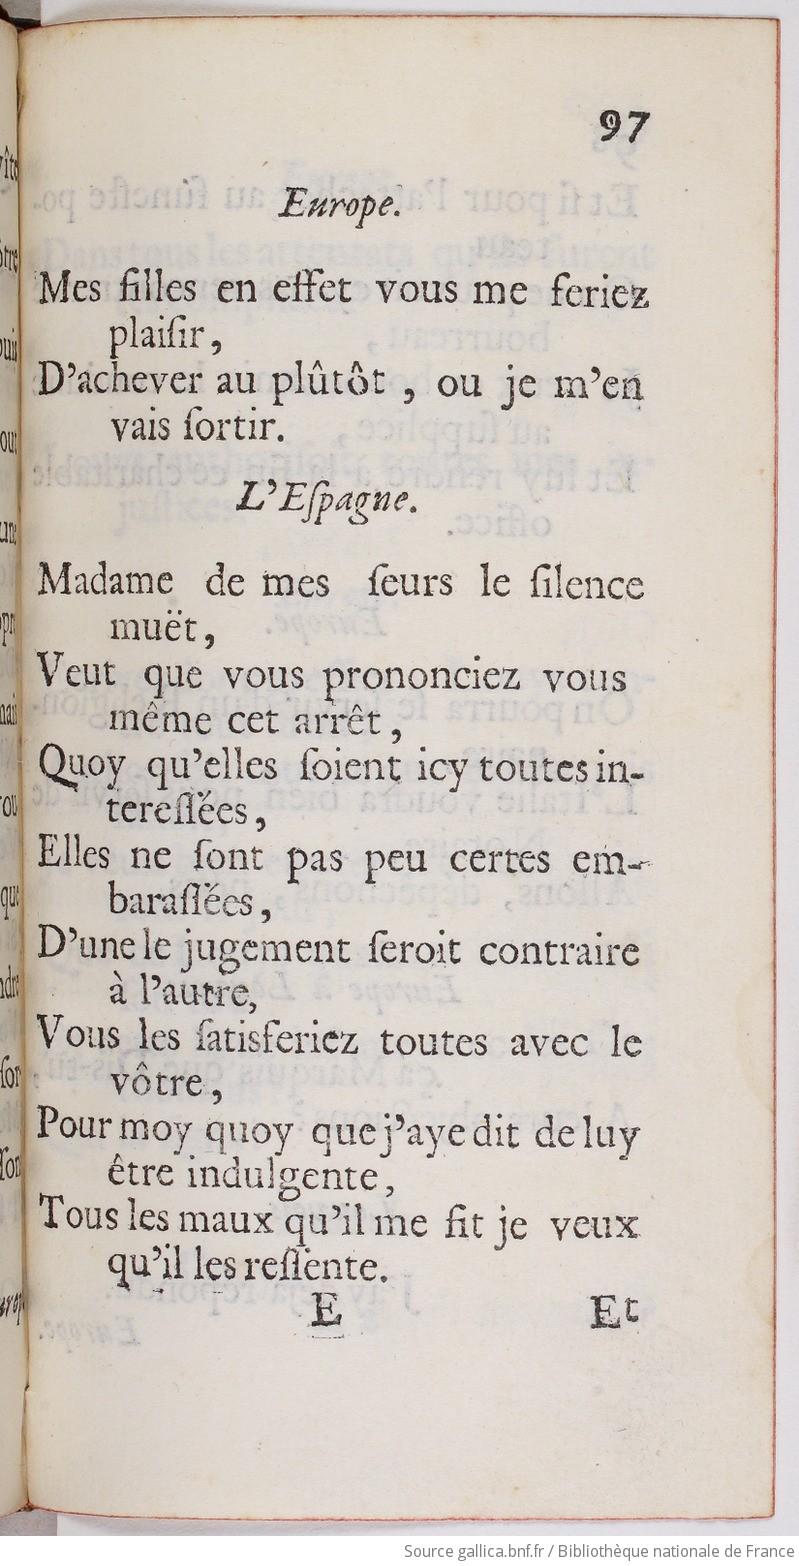 97
Europe.
Mes filles en effet vous me feriez
plaiſir,
D'achever au plûtôt , ou je m'en
vais ſortir.
L'Eſpagne.
Madame de mes ſeurs le ſilence
muët,
Veut que vous prononciez vous
même cet arrêt,
Quoy qu'elles ſoient icy toutes in-
tereſſées,
Elles ne ſont pas peu certes em-
baraſſées,
D'une le jugement ſeroit contraire
à l'autre,
Vous les ſatisferiez toutes avec le
vôtre,
Pour moy quoy que j'aye dit de luy
être indulgente,
Tous les maux qu'il me fit je veux
qu'il les reſſente.
E Et
Source gallica.bnf.fr / Bibliothèque nationale de France